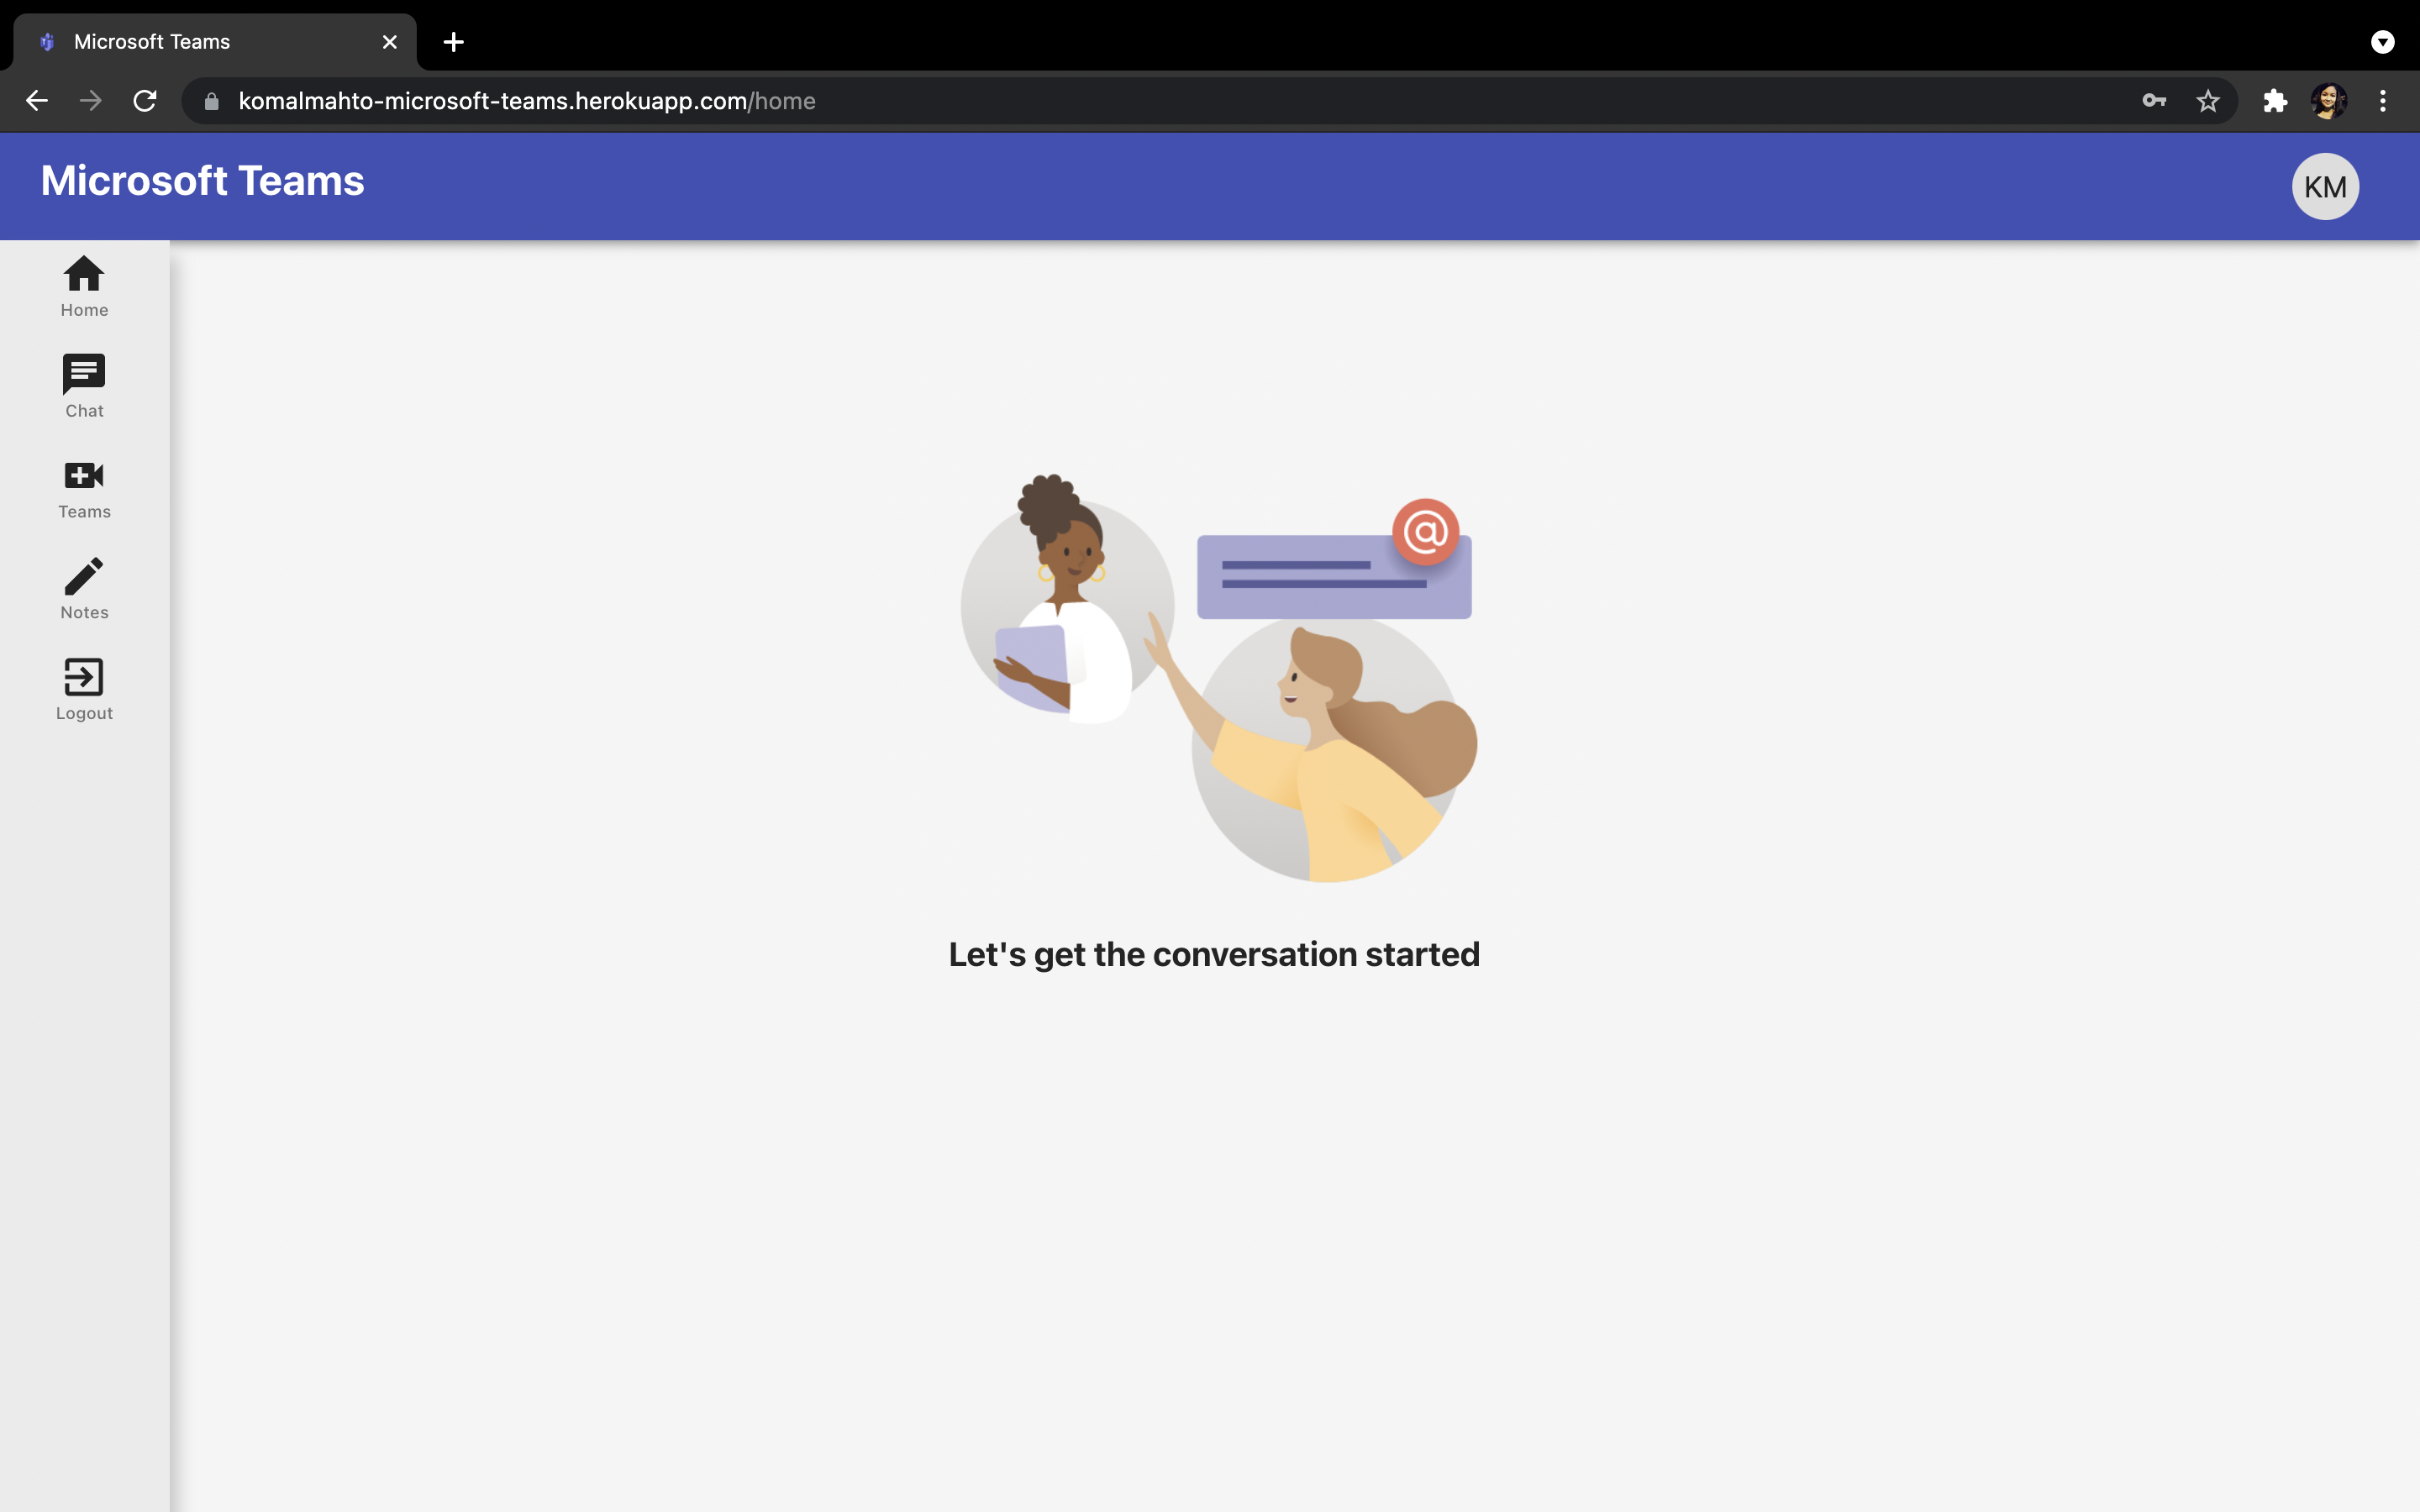 Microsoft Teams
komalmahto-microsoft-teams.herokuapp.com/home
Microsoft Teams
KM
Home
Chat
Teams
Notes
Logout
@
Let's get the conversation started